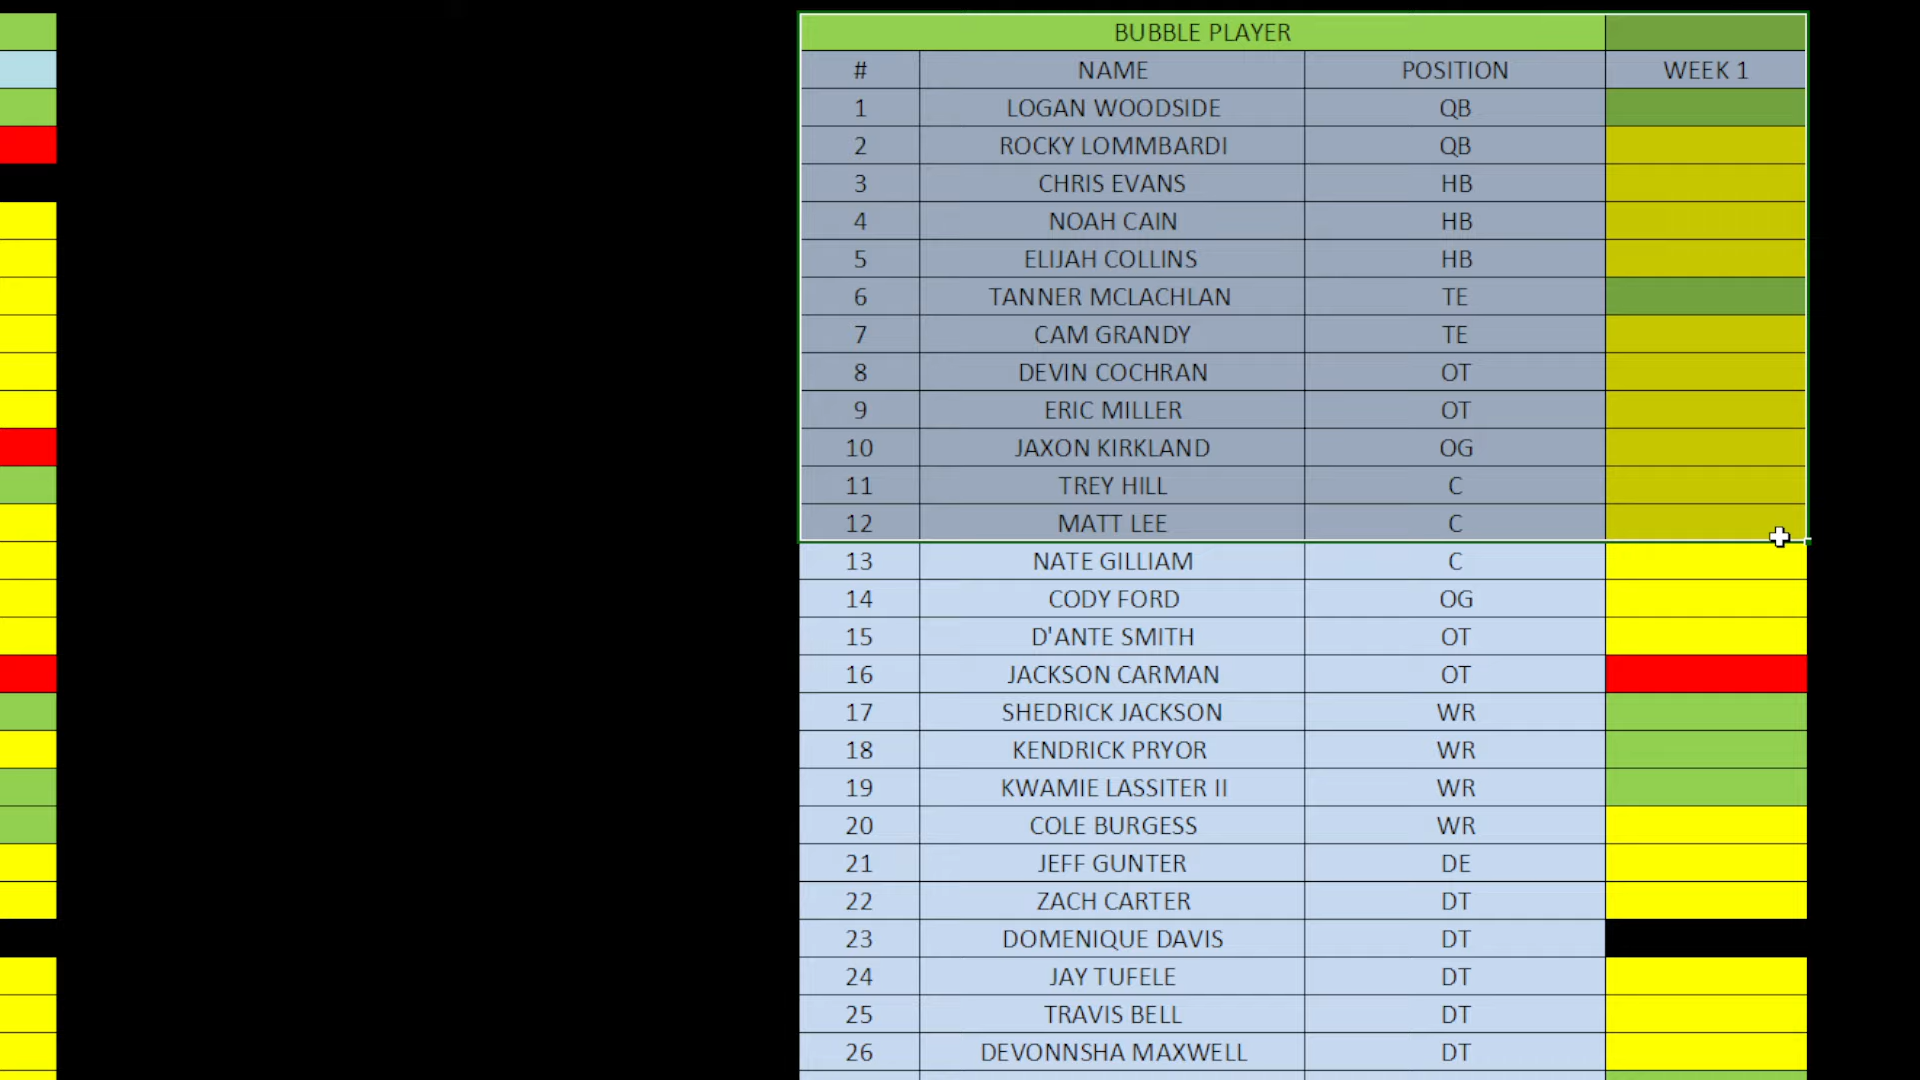 BUBBLE PLAYER
# NAME POSITION WEEK 1
1 LOGAN WOODSIDE QB
2 ROCKY LOMMBARDI QB
3 CHRIS EVANS HB
4 NOAH CAIN HB
5 ELIJAH COLLINS HB
6 TANNER MCLACHLAN TE
7 CAM GRANDY TE
8 DEVIN COCHRAN OT
9 ERIC MILLER OT
10 JAXON KIRKLAND OG
11 TREY HILL C
12 MATT LEE C
13 NATE GILLIAM C
14 CODY FORD OG
15 D'ANTE SMITH OT
16 JACKSON CARMAN OT
17 SHEDRICK JACKSON WR
18 KENDRICK PRYOR WR
19 KWAMIE LASSITER II WR
20 COLE BURGESS WR
21 JEFF GUNTER DE
22 ZACH CARTER DT
23 DOMENIQUE DAVIS DT
24 JAY TUFELE DT
25 TRAVIS BELL DT
26 DEVONNSHA MAXWELL DT